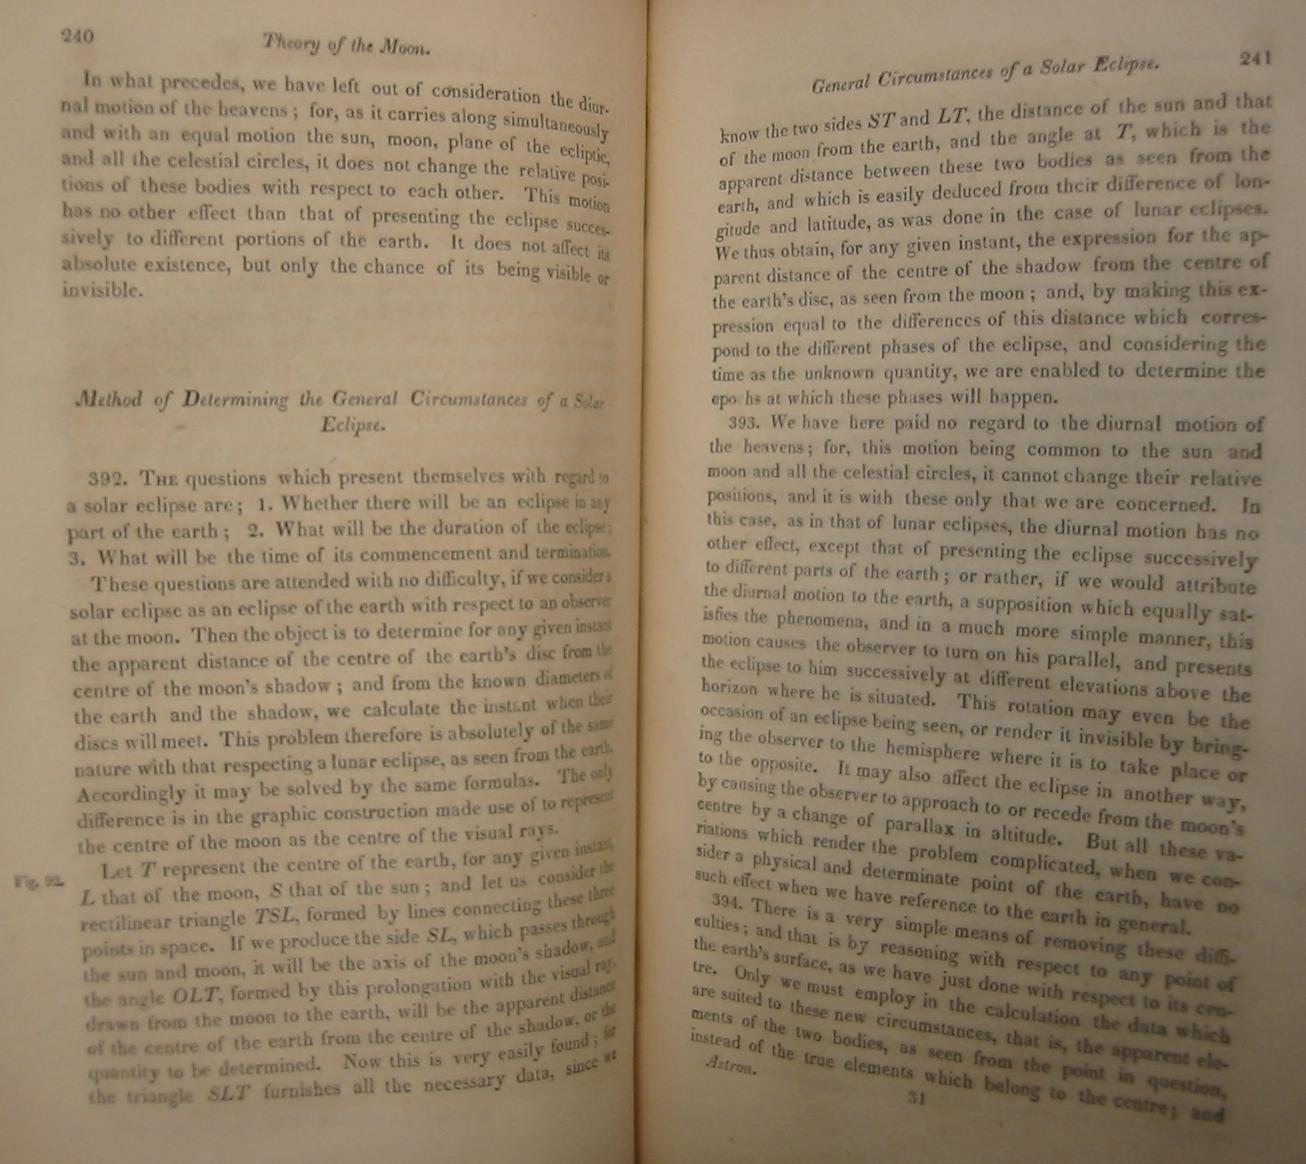 240
Theory of the Moon.
In what precedes, we have left out of consideration the diur-
nal motion of the heavens; for, as it carries along simultaneously
and with an equal motion the sun, moon, plane of the ecliptic,
and all the celestial circles, it does not change the relative posi-
tions of these bodies with respect to each other. This motion
has no other effect than that of presenting the eclipse succes-
sively to different portions of the earth. It does not affect its
absolute existence, but only the chance of its being visible or
invisible.
Method of Determining the General Circumstances of a Solar
Eclipse.
392. THE questions which present themselves with regard to
a solar eclipse are; 1. Whether there will be an eclipse in any
part of the earth; 2. What will be the duration of the eclipse;
3. What will be the time of its commencement and termination.
These questions are attended with no difficulty, if we consider a
solar eclipse as an eclipse of the earth with respect to an observer
at the moon. Then the object is to determine for any given instant
the apparent distance of the centre of the earth's disc from the
centre of the moon's shadow; and from the known diameters of
the earth and the shadow, we calculate the instant when their
discs will meet. This problem therefore is absolutely of the same
nature with that respecting a lunar eclipse, as seen from the earth.
Accordingly it may be solved by the same formulas. The only
difference is in the graphic construction made use of to represent
the centre of the moon as the centre of the visual rays.
Fig. 92.
Let T represent the centre of the earth, for any given instant,
L that of the moon, S that of the sun; and let us consider the
rectilinear triangle TSL, formed by lines connecting these three
points in space. If we produce the side SL, which passes through
the sun and moon, it will be the axis of the moon's shadow, and
the angle OLT, formed by this prolongation with the visual ray,
drawn from the moon to the earth, will be the apparent distance
of the centre of the earth from the centre of the shadow, or the
quantity to be determined. Now this is very easily found; for
the triangle SLT furnishes all the necessary data, since we
General Circumstances of a Solar Eclipse.
241
know the two sides ST and LT, the distance of the sun and that
of the moon from the earth, and the angle at T, which is the
apparent distance between these two bodies as seen from the
earth, and which is easily deduced from their difference of lon-
gitude and latitude, as was done in the case of lunar eclipses.
We thus obtain, for any given instant, the expression for the ap-
parent distance of the centre of the shadow from the centre of
the earth's disc, as seen from the moon; and, by making this ex-
pression equal to the differences of this distance which corres-
pond to the different phases of the eclipse, and considering the
time as the unknown quantity, we are enabled to determine the
epo hs at which these phases will happen.
393. We have here paid no regard to the diurnal motion of
the heavens; for, this motion being common to the sun and
moon and all the celestial circles, it cannot change their relative
positions, and it is with these only that we are concerned. In
this case, as in that of lunar eclipses, the diurnal motion has no
other effect, except that of presenting the eclipse successively
to different parts of the earth; or rather, if we would attribute
the diurnal motion to the earth, a supposition which equally sat-
isfies the phenomena, and in a much more simple manner, this
motion causes the observer to turn on his parallel, and presents
the eclipse to him successively at different elevations above the
horizon where he is situated. This rotation may even be the
occasion of an eclipse being seen, or render it invisible by bring-
ing the observer to the hemisphere where it is to take place or
to the opposite. It may also affect the eclipse in another way,
by causing the observer to approach to or recede from the moon's
centre by a change of parallax in altitude. But all these va-
riations which render the problem complicated, when we con-
sider a physical and determinate point of the earth, have no
such effect when we have reference to the earth in general.
394. There is a very simple means of removing these diffi-
culties; and that is by reasoning with respect to any point of
the earth's surface, as we have just done with respect to its cen-
tre. Only we must employ in the calculation the data which
are suited to these new circumstances, that is, the apparent ele-
ments of the two bodies, as seen from the point in question,
instead of the true elements which belong to the centre; and
Astron.
31